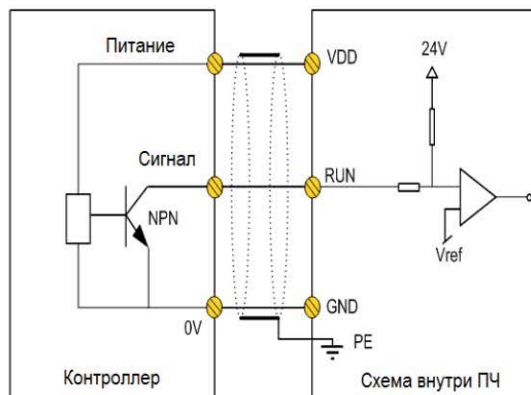 Питание
VDD
24V
Сигнал
RUN
NPN
Vref
0V
GND
PE
Контроллер
Схема внутри ПЧ